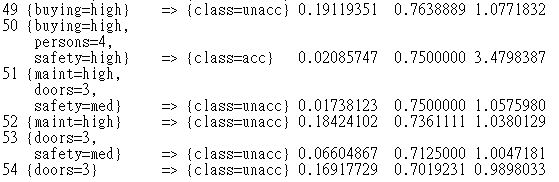 49 {buying=high}    => {class=unacc} 0.19119351  0.7638889 1.0771832
50 {buying=high,
    persons=4,
    safety=high}    => {class=acc}   0.02085747  0.7500000 3.4798387
51 {maint=high,
    doors=3,
    safety=med}     => {class=unacc} 0.01738123  0.7500000 1.0575980
52 {maint=high}     => {class=unacc} 0.18424102  0.7361111 1.0380129
53 {doors=3,
    safety=med}     => {class=unacc} 0.06604867  0.7125000 1.0047181
54 {doors=3}        => {class=unacc} 0.16917729  0.7019231 0.9898033